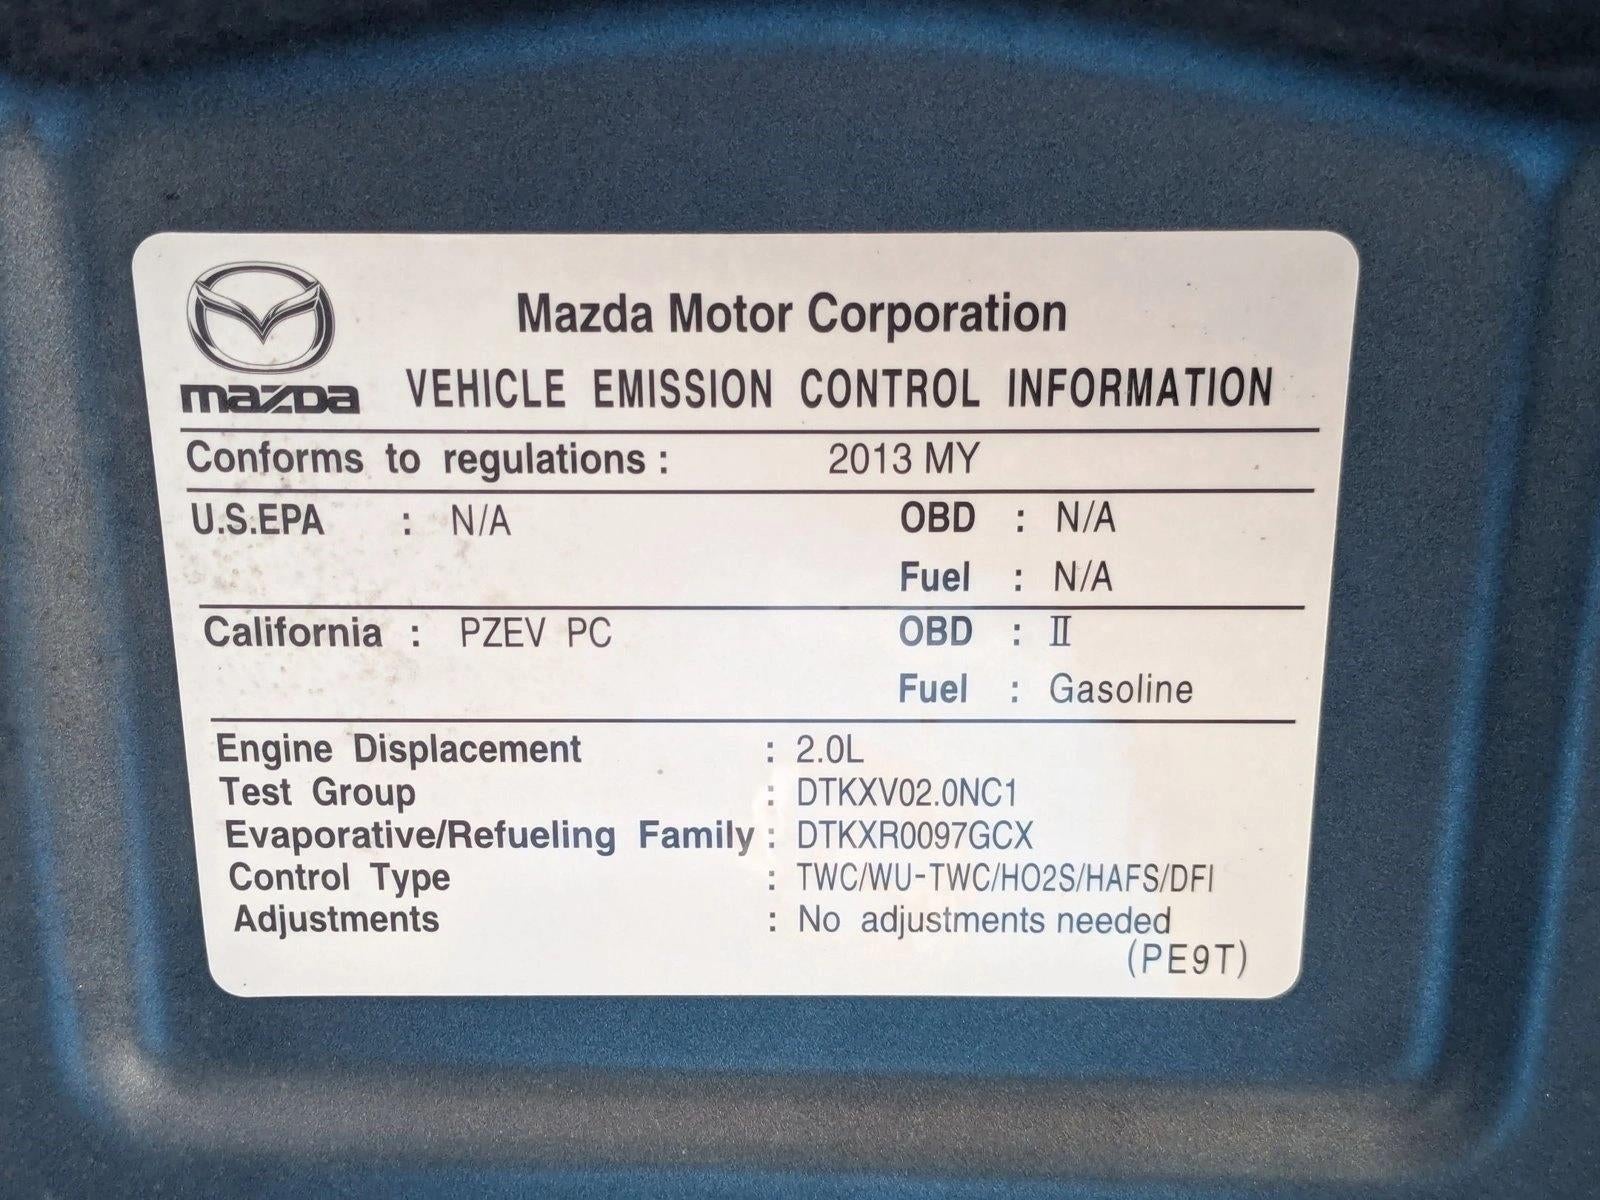 Mazda Motor Corporation
mazda VEHICLE EMISSION CONTROL INFORMATION
Conforms to regulations : 2013 MY
U.S.EPA : N/A OBD : N/A
Fuel : N/A
California : PZEV PC OBD : II
Fuel : Gasoline
Engine Displacement : 2.0L
Test Group : DTKXV02.0NC1
Evaporative/Refueling Family : DTKXR0097GCX
Control Type : TWC/WU-TWC/HO2S/HAFS/DFI
Adjustments : No adjustments needed
(PE9T)